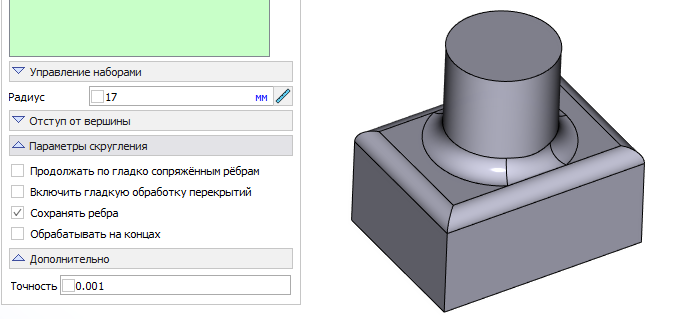 Управление наборами
Радиус 17 мм
Отступ от вершины
Параметры скругления
Продолжать по гладко сопряжённым рёбрам
Включить гладкую обработку перекрытий
Сохранять ребра
Обрабатывать на концах
Дополнительно
Точность 0.001